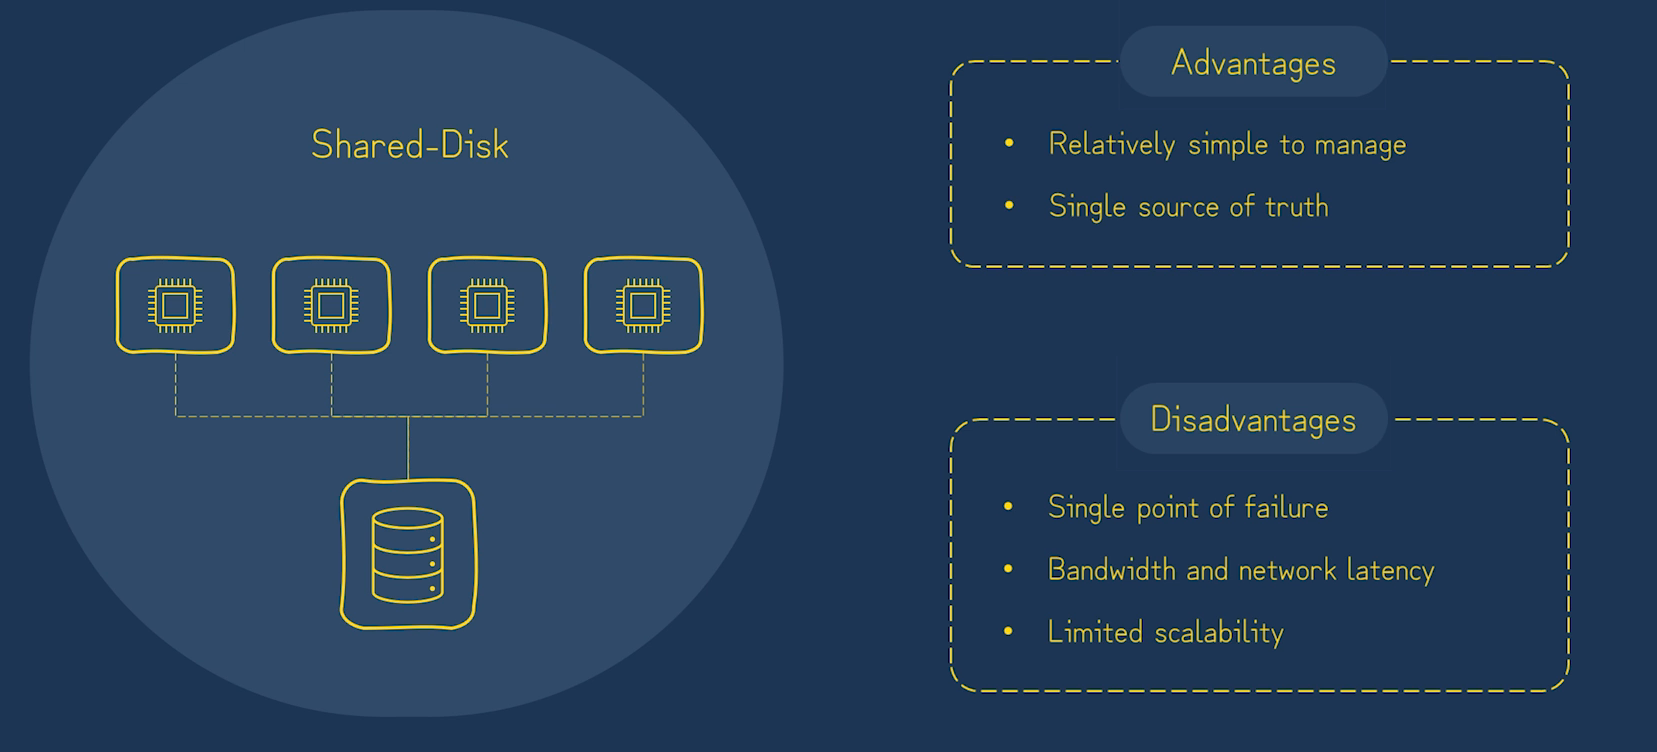 Shared-Disk
Advantages
• Relatively simple to manage
• Single source of truth
Disadvantages
• Single point of failure
• Bandwidth and network latency
• Limited scalability